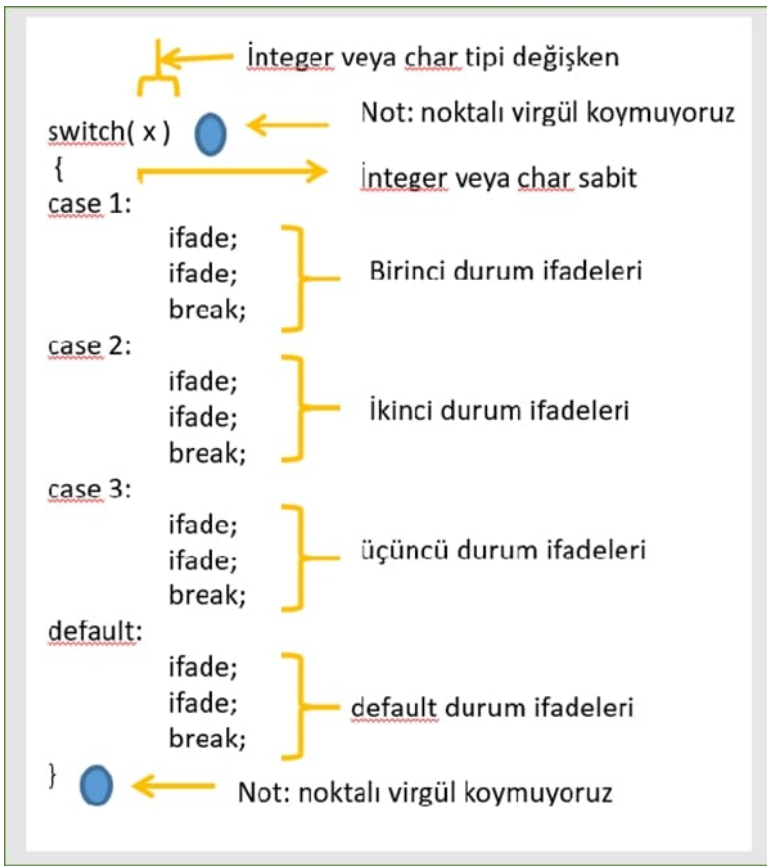 İnteger veya char tipi değişken
Not: noktalı virgül koymuyoruz
switch( x )
{
İnteger veya char sabit
case 1:
ifade;
ifade;
break;
Birinci durum ifadeleri
case 2:
ifade;
ifade;
break;
İkinci durum ifadeleri
case 3:
ifade;
ifade;
break;
üçüncü durum ifadeleri
default:
ifade;
ifade;
break;
default durum ifadeleri
}
Not: noktalı virgül koymuyoruz